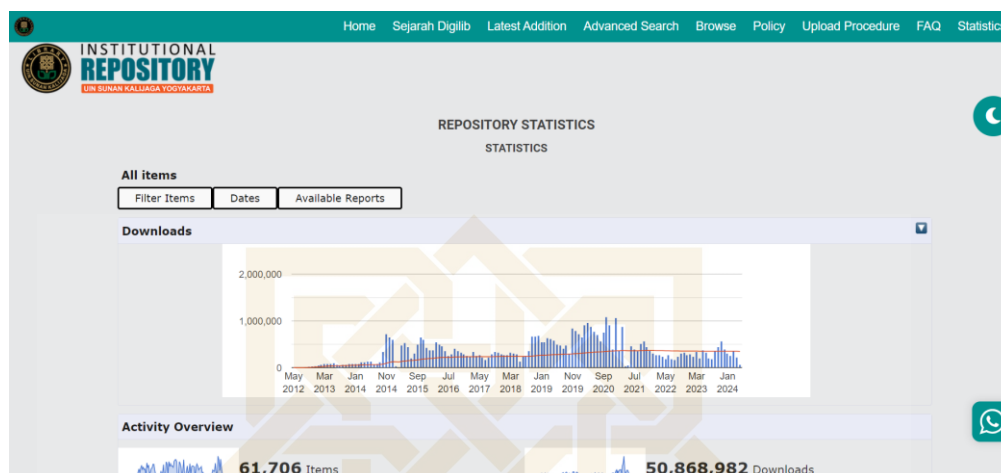 Home Sejarah Digilib Latest Addition Advanced Search Browse Policy Upload Procedure FAQ Statistics
INSTITUTIONAL
REPOSITORY
UIN SUNAN KALIJAGA YOGYAKARTA
REPOSITORY STATISTICS
STATISTICS
All items
Filter Items Dates Available Reports
Downloads
2,000,000
1,000,000
0
May Mar Jan Nov Sep Jul May Mar Jan Nov Sep Jul May Mar Jan
2012 2013 2014 2014 2015 2016 2017 2018 2019 2019 2020 2021 2022 2023 2024
Activity Overview
61,706 Items 50,868,982 Downloads